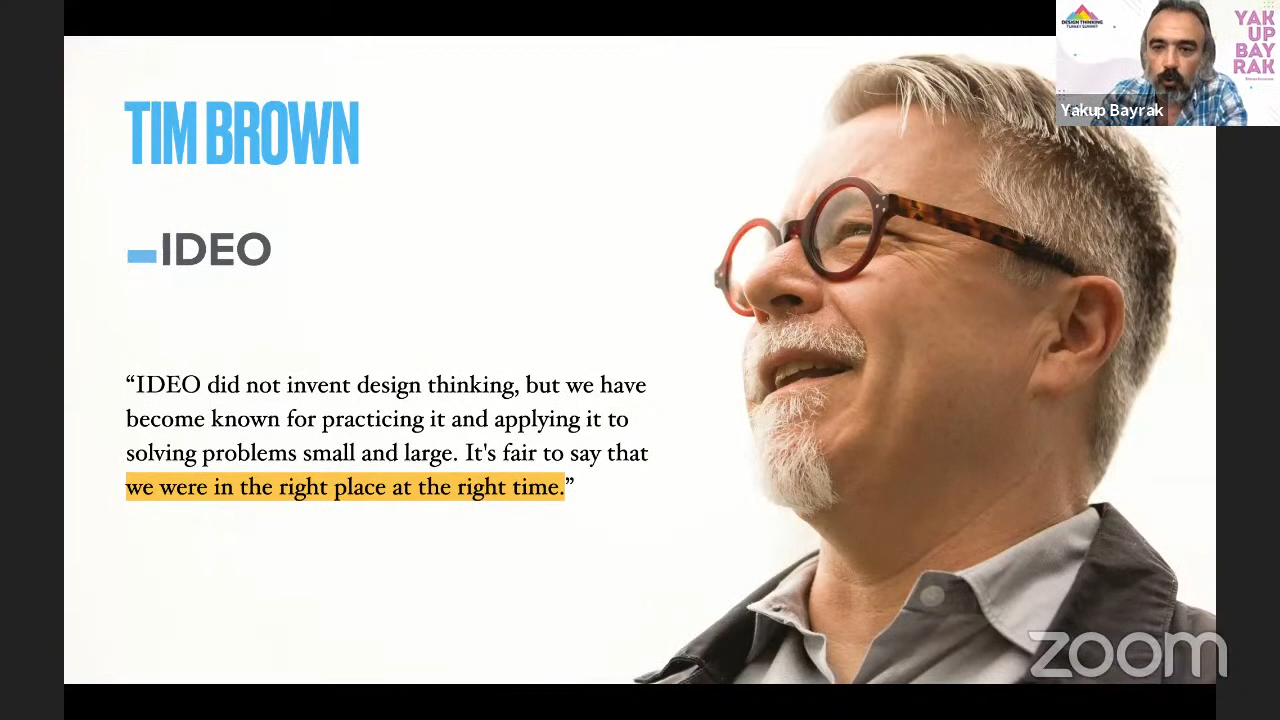 TIM BROWN
IDEO
“IDEO did not invent design thinking, but we have
become known for practicing it and applying it to
solving problems small and large. It's fair to say that
we were in the right place at the right time.”
DESIGN THINKING
TURKEY SUMMIT
YAK
UP
BAY
RAK
Yakup Bayrak
zoom